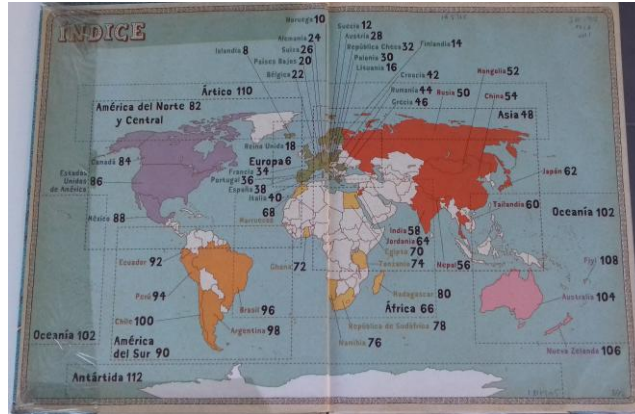 INDICE
Noruega 10
Suecia 12
Alemania 24
Austria 28
Suiza 26
República Checa 32
Finlandia 14
Islandia 8
Países Bajos 20
Polonia 30
Lituania 16
Bélgica 22
Croacia 42
Mongolia 52
Rumanía 44
Rusia 50
China 54
Grecia 46
Ártico 110
América del Norte 82
y Central
Asia 48
Reino Unido 18
Europa 6
Canadá 84
Francia 34
Portugal 36
España 38
Italia 40
Estados
Unidos
de América 86
Japón 62
México 88
Marruecos 68
Tailandia 60
Oceanía 102
India 58
Jordania 64
Egipto 70
Nepal 56
Ecuador 92
Ghana 72
Tanzania 74
Fiyi 108
Perú 94
Madagascar 80
Australia 104
Brasil 96
África 66
Chile 100
República de Sudáfrica 78
Argentina 98
Oceanía 102
América
del Sur 90
Namibia 76
Nueva Zelanda 106
Antártida 112